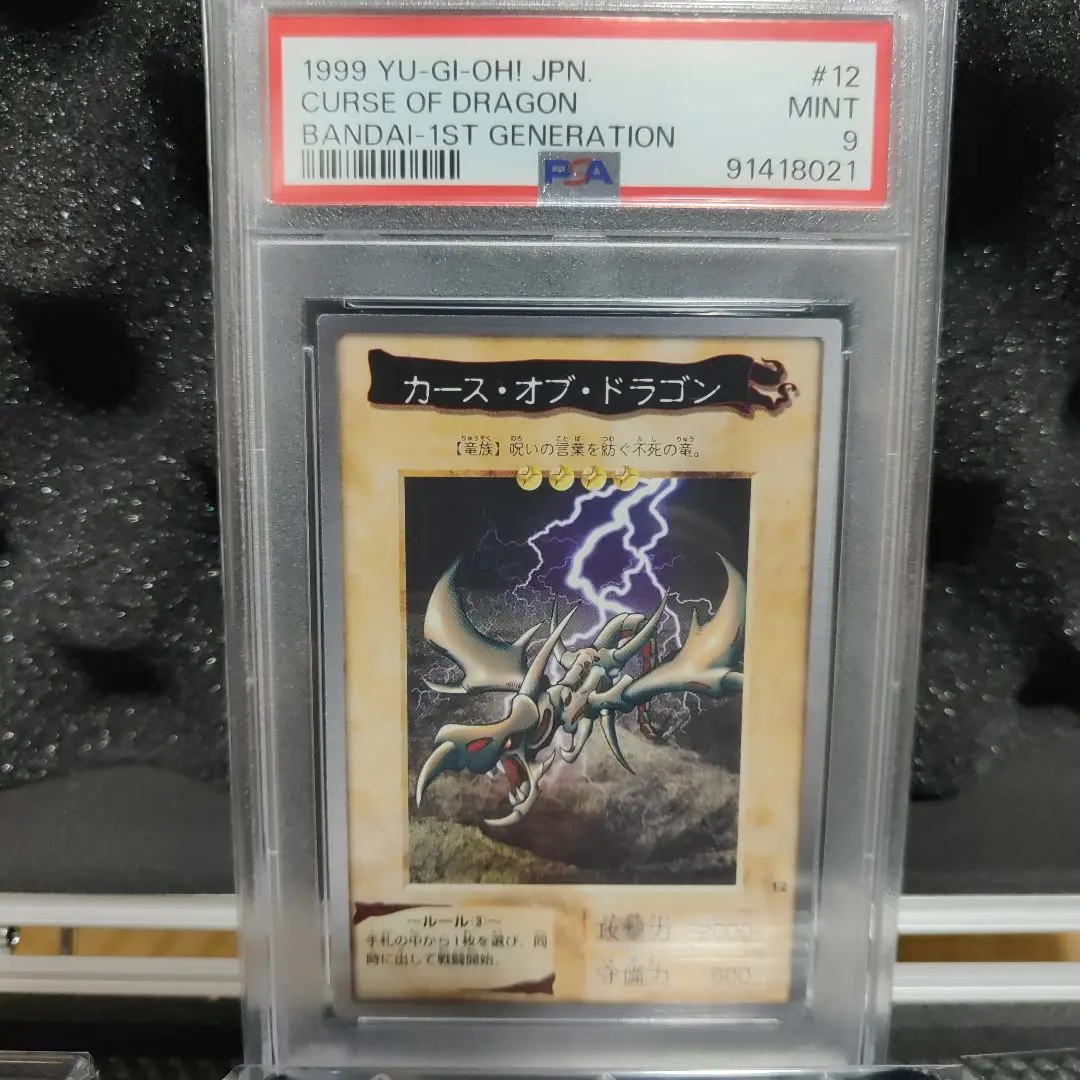 1999 YU-GI-OH! JPN. #12
CURSE OF DRAGON MINT
BANDAI-1ST GENERATION 9
PSA 91418021
カース・オブ・ドラゴン
【竜族】呪いの言葉を紡ぐ不死の竜。
12
～ルール③～
手札の中から1枚を選び、同
時に出して戦闘開始。
攻撃力 2000
守備力